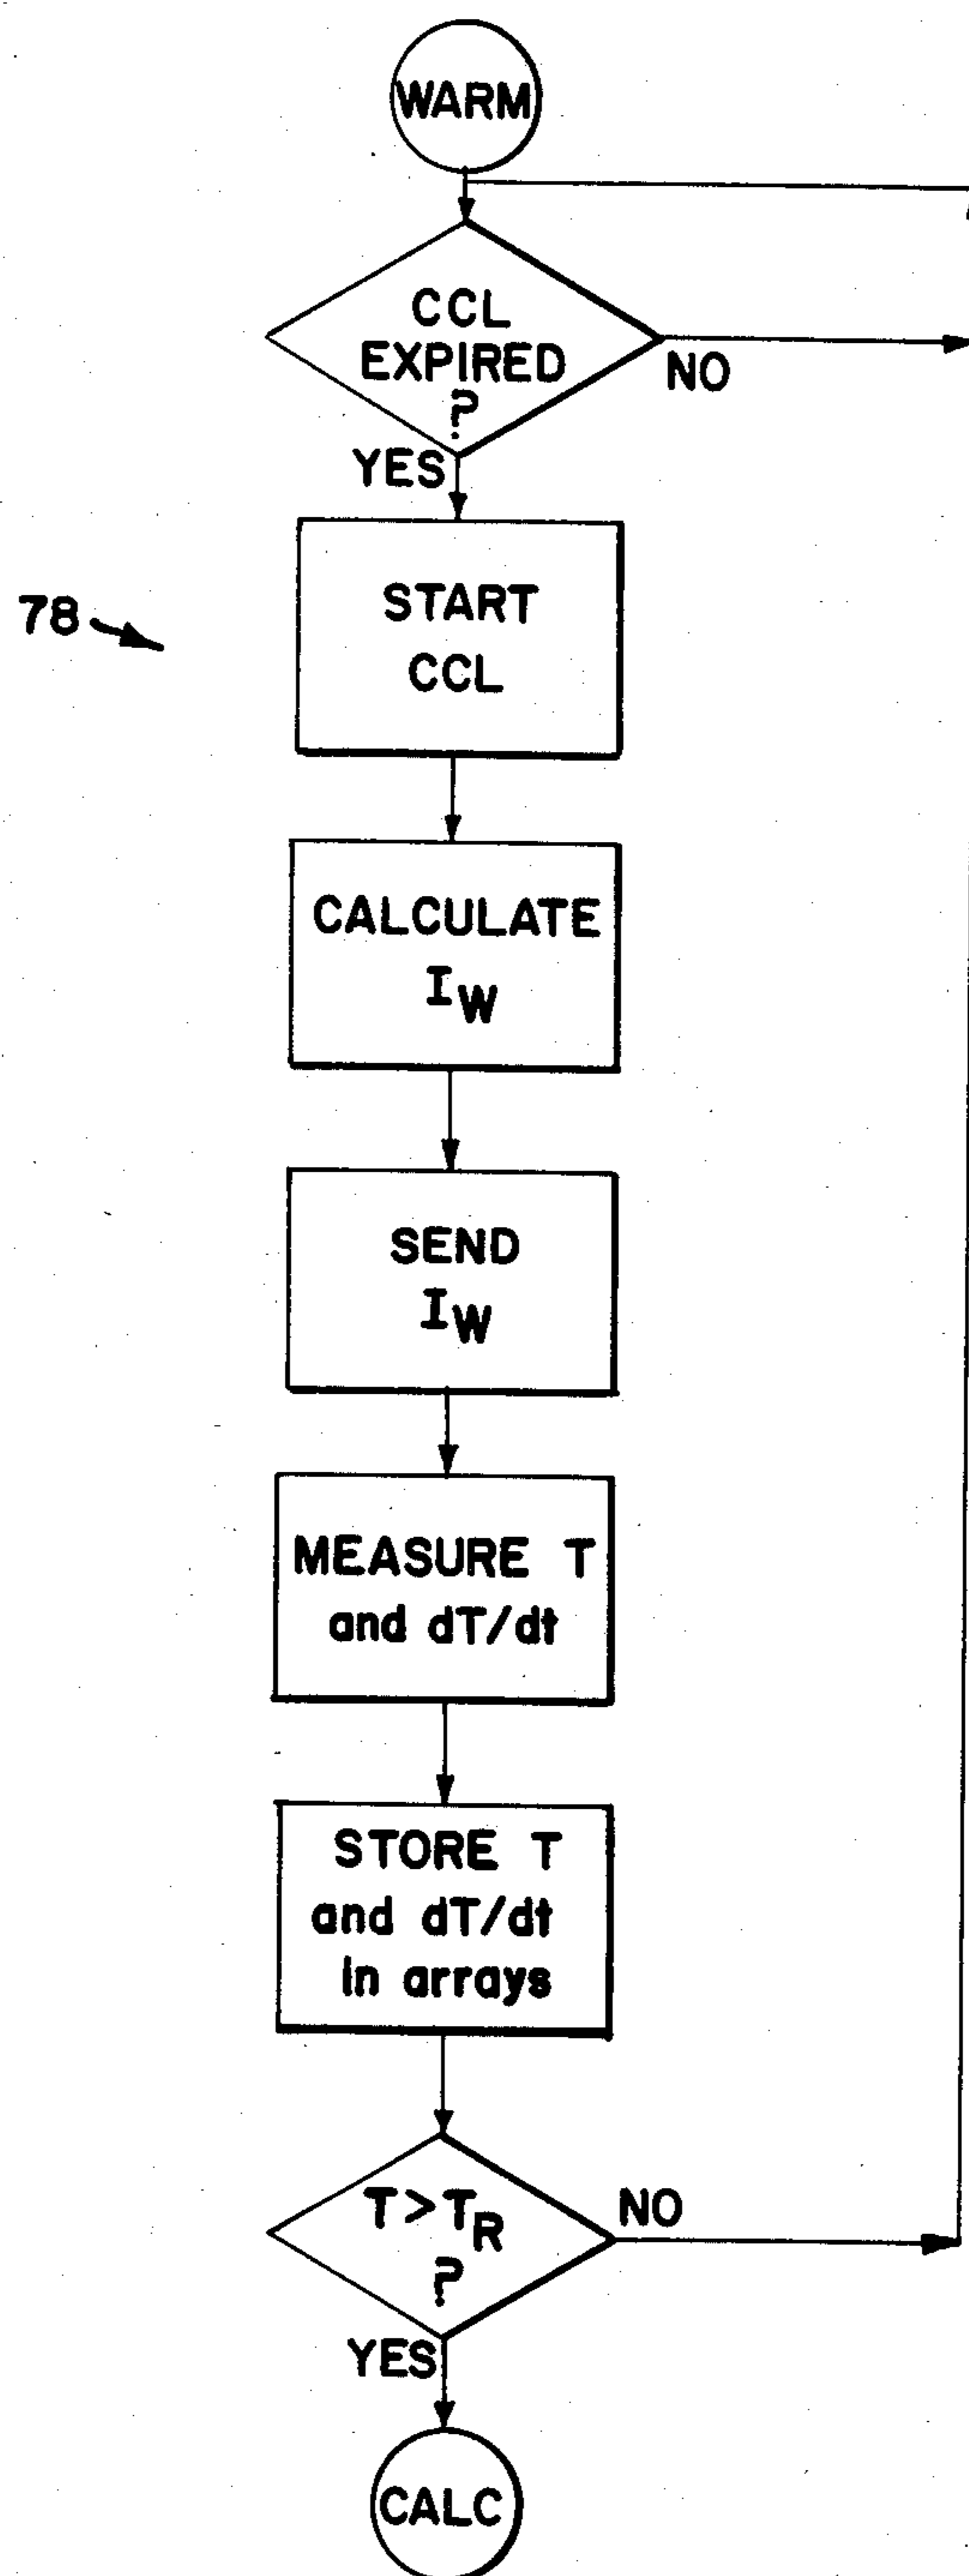 WARM
CCL
EXPIRED
?
NO
YES
START
CCL
78
CALCULATE
IW
SEND
IW
MEASURE T
and dT/dt
STORE T
and dT/dt
in arrays
T>TR
?
NO
YES
CALC